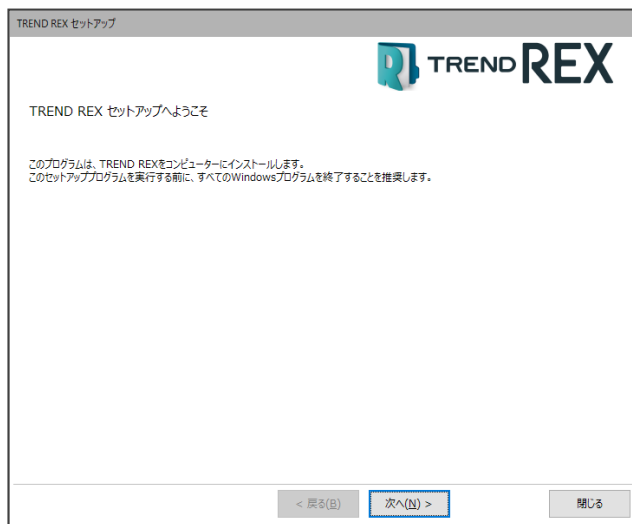 TREND REX セットアップ
TREND REX
TREND REX セットアップへようこそ
このプログラムは、TREND REXをコンピューターにインストールします。
このセットアッププログラムを実行する前に、すべてのWindowsプログラムを終了することを推奨します。
< 戻る(B) 次へ(N) > 閉じる